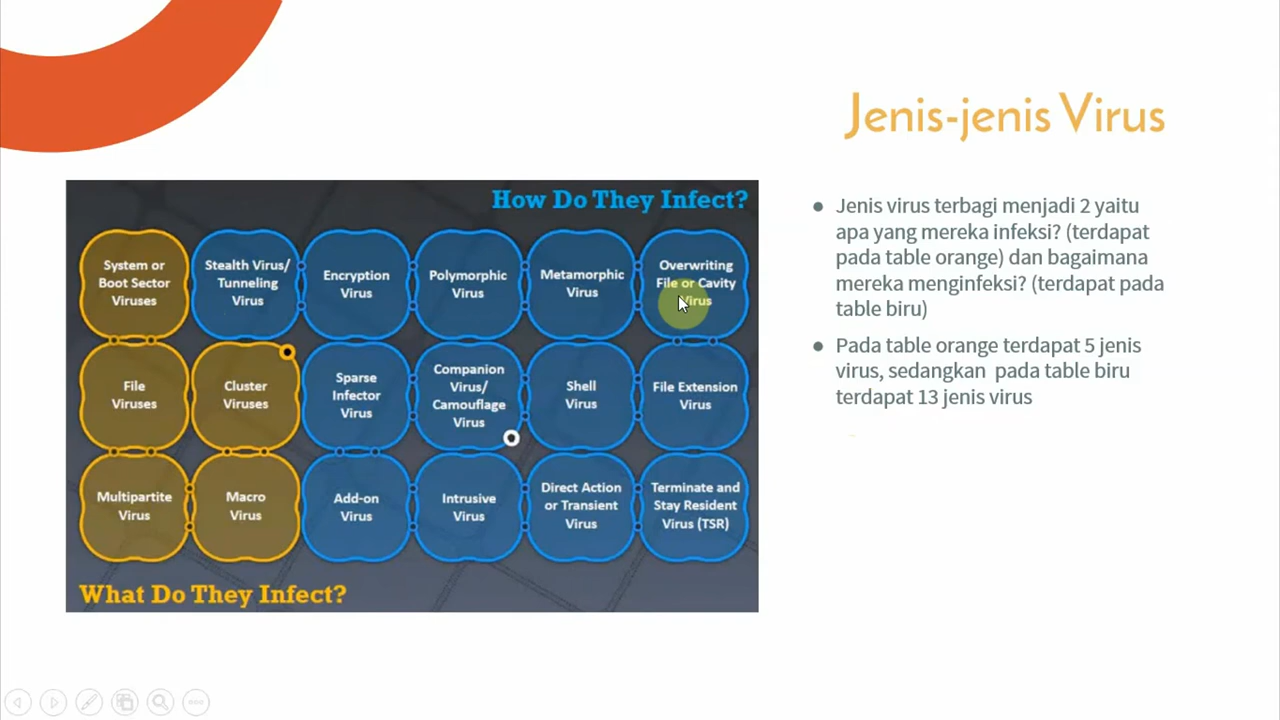 Jenis-jenis Virus
How Do They Infect?
System or
Boot Sector
Viruses
Stealth Virus/
Tunneling
Virus
Encryption
Virus
Polymorphic
Virus
Metamorphic
Virus
Overwriting
File or Cavity
Virus
File
Viruses
Cluster
Viruses
Sparse
Infector
Virus
Companion
Virus/
Camouflage
Virus
Shell
Virus
File Extension
Virus
Multipartite
Virus
Macro
Virus
Add-on
Virus
Intrusive
Virus
Direct Action
or Transient
Virus
Terminate and
Stay Resident
Virus (TSR)
What Do They Infect?
Jenis virus terbagi menjadi 2 yaitu
apa yang mereka infeksi? (terdapat
pada table orange) dan bagaimana
mereka menginfeksi? (terdapat pada
table biru)
Pada table orange terdapat 5 jenis
virus, sedangkan pada table biru
terdapat 13 jenis virus